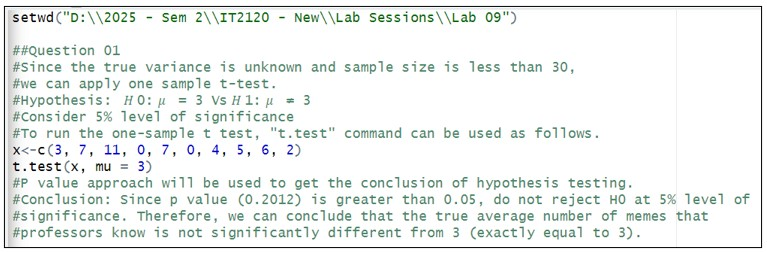 setwd("D:\\2025 - Sem 2\\IT2120 - New\\Lab Sessions\\Lab 09")
##Question 01
#Since the true variance is unknown and sample size is less than 30,
#we can apply one sample t-test.
#Hypothesis: H0: μ = 3 Vs H1: μ ≠ 3
#Consider 5% level of significance
#To run the one-sample t test, "t.test" command can be used as follows.
x<-c(3, 7, 11, 0, 7, 0, 4, 5, 6, 2)
t.test(x, mu = 3)
#P value approach will be used to get the conclusion of hypothesis testing.
#Conclusion: Since p value (0.2012) is greater than 0.05, do not reject H0 at 5% level of
#significance. Therefore, we can conclude that the true average number of memes that
#professors know is not significantly different from 3 (exactly equal to 3).